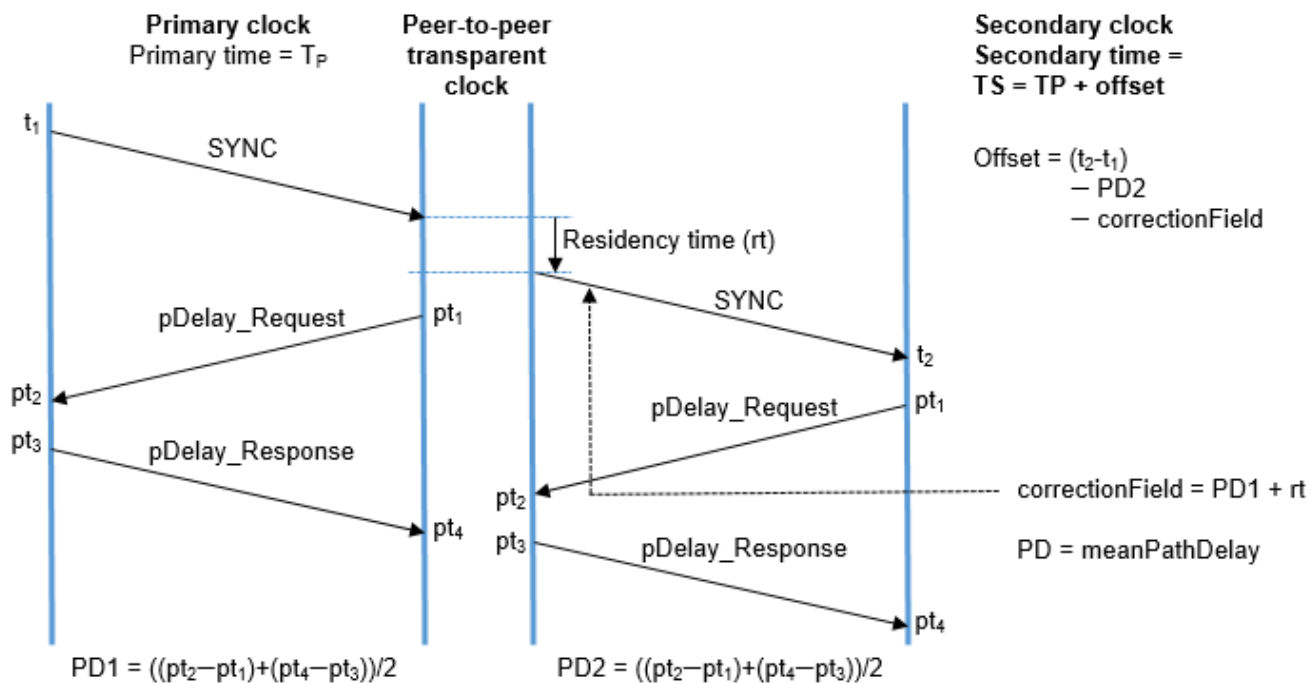 Primary clock
Primary time = T_P
Peer-to-peer
transparent
clock
Secondary clock
Secondary time =
TS = TP + offset
t₁
SYNC
Offset = (t₂-t₁)
— PD2
— correctionField
Residency time (rt)
SYNC
pt₁
pDelay_Request
t₂
pt₂
pDelay_Request
pt₁
pt₃
pDelay_Response
pt₂
correctionField = PD1 + rt
pt₄
pt₃
pDelay_Response
PD = meanPathDelay
pt₄
PD1 = ((pt₂—pt₁)+(pt₄—pt₃))/2
PD2 = ((pt₂—pt₁)+(pt₄—pt₃))/2